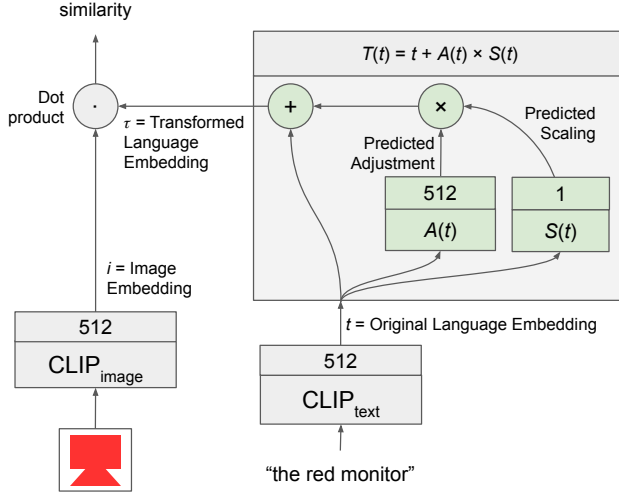 similarity
T(t) = t + A(t) × S(t)
Dot
product
·
+
×
τ = Transformed
Language
Embedding
Predicted
Adjustment
Predicted
Scaling
512
A(t)
1
S(t)
i = Image
Embedding
t = Original Language Embedding
512
CLIPimage
512
CLIPtext
“the red monitor”